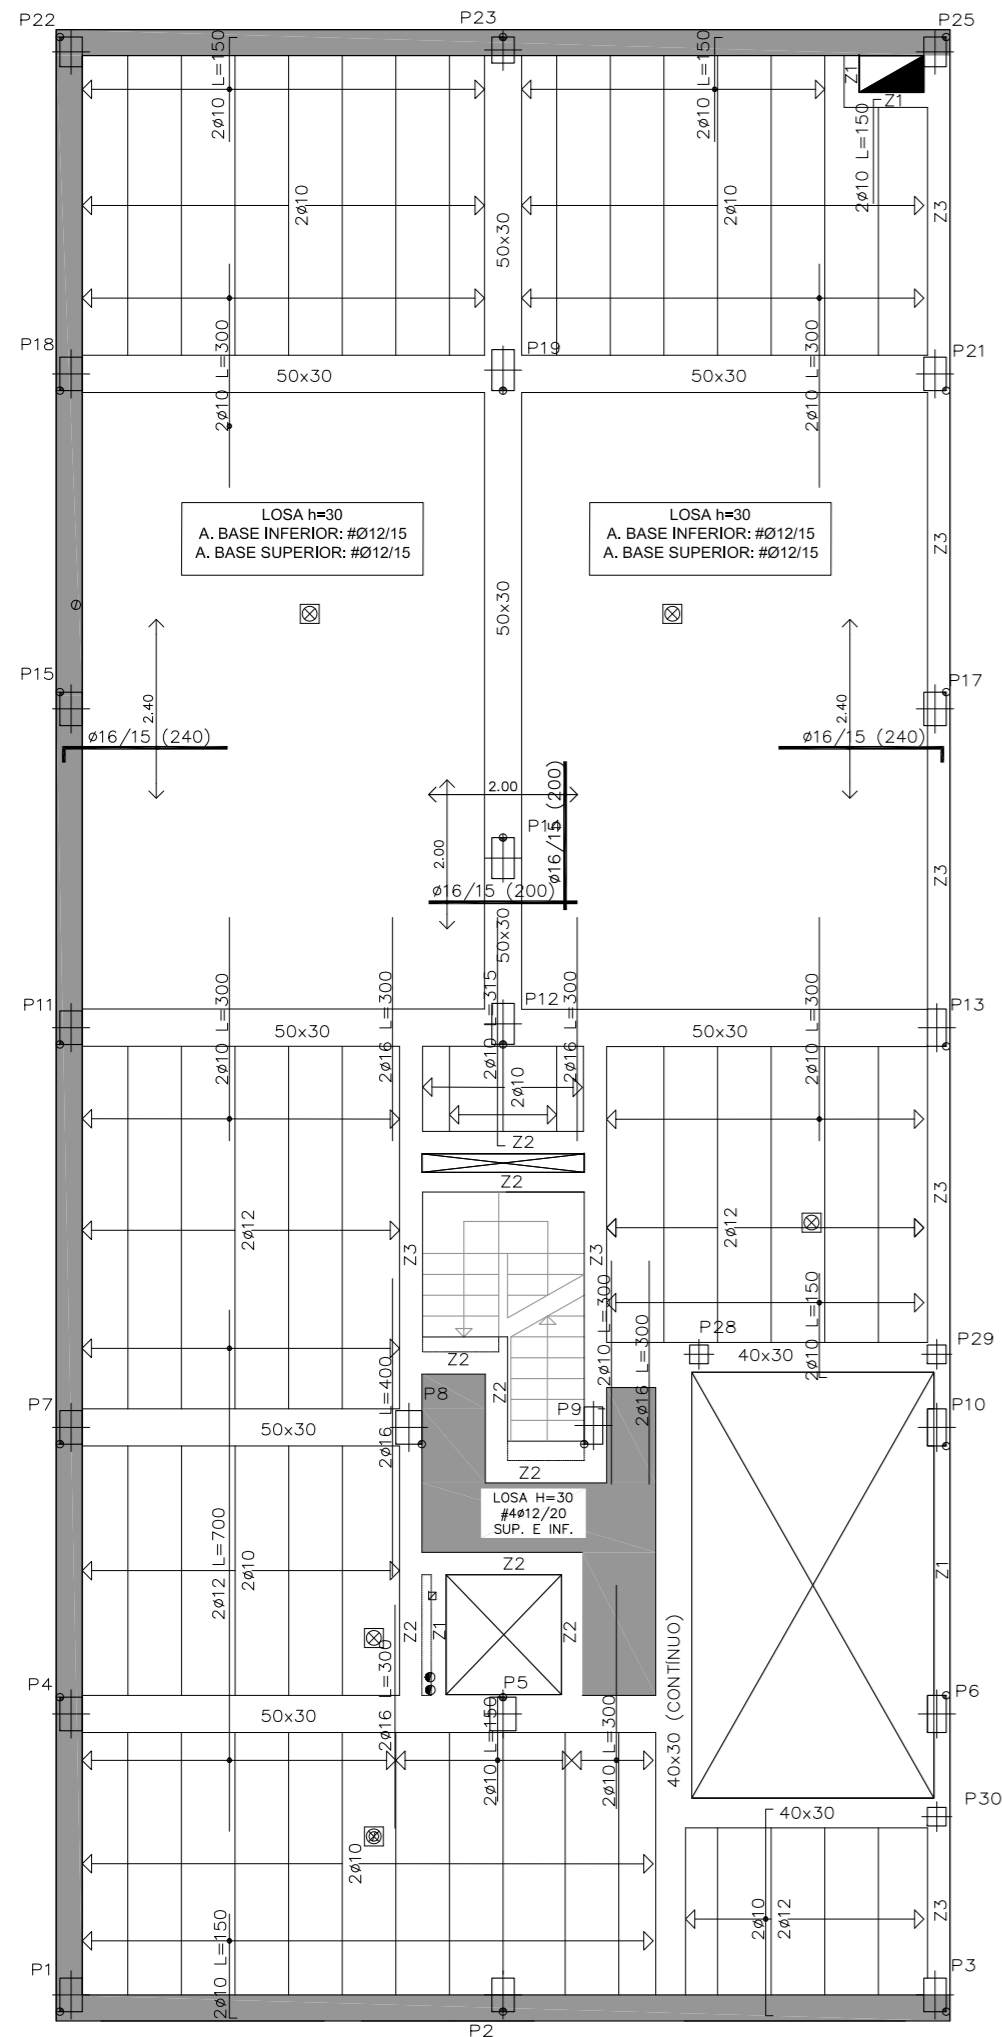 P22
P23
P25
2ø10 L=150
2ø10 L=150
Z1
Z1
2ø10 L=150
2ø10
2ø10
50x30
Z3
P18
P19
P21
2ø10 L=300
50x30
50x30
2ø10 L=300
LOSA h=30
A. BASE INFERIOR: #Ø12/15
A. BASE SUPERIOR: #Ø12/15
LOSA h=30
A. BASE INFERIOR: #Ø12/15
A. BASE SUPERIOR: #Ø12/15
Z3
50x30
P15
P17
2.40
2.40
ø16/15 (240)
ø16/15 (240)
2.00
ø16/15 (200)
P14
2.00
ø16/15 (200)
Z3
50x30
P11
P12
P13
2ø10 L=300
2ø16 L=300
2ø10 L=315
2ø16 L=300
2ø10 L=300
50x30
50x30
2ø10
Z2
Z2
Z3
2ø12
Z3
Z3
2ø12
2ø10 L=300
2ø16 L=300
2ø10 L=150
P28
40x30
P29
Z2
Z2
2ø16 L=400
P7
P8
P9
P10
50x30
Z2
LOSA H=30
#4ø12/20
SUP. E INF.
2ø12 L=700
2ø10
Z2
Z2
Z1
Z2
Z1
40x30 (CONTÍNUO)
2ø16 L=300
P4
P5
P6
50x30
2ø10 L=150
2ø10 L=300
P30
40x30
2ø10
2ø10
2ø12
Z3
2ø10 L=150
P1
P2
P3